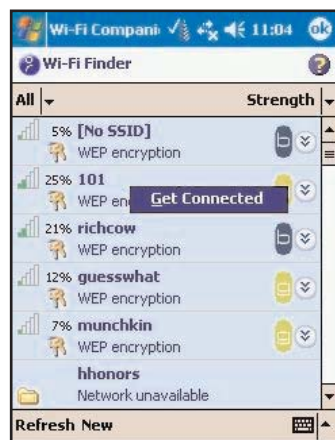 Wi-Fi Compani 11:04 ok
Wi-Fi Finder ?
All Strength
5% [No SSID] b
WEP encryption
25% 101
WEP en Get Connected
21% richcow b
WEP encryption
12% guesswhat g
WEP encryption
7% munchkin g
WEP encryption
hhonors
Network unavailable
Refresh New